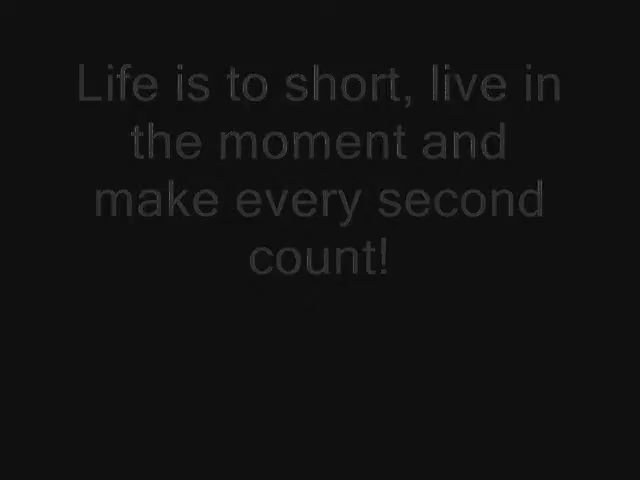 Life is to short, live in
the moment and
make every second
count!